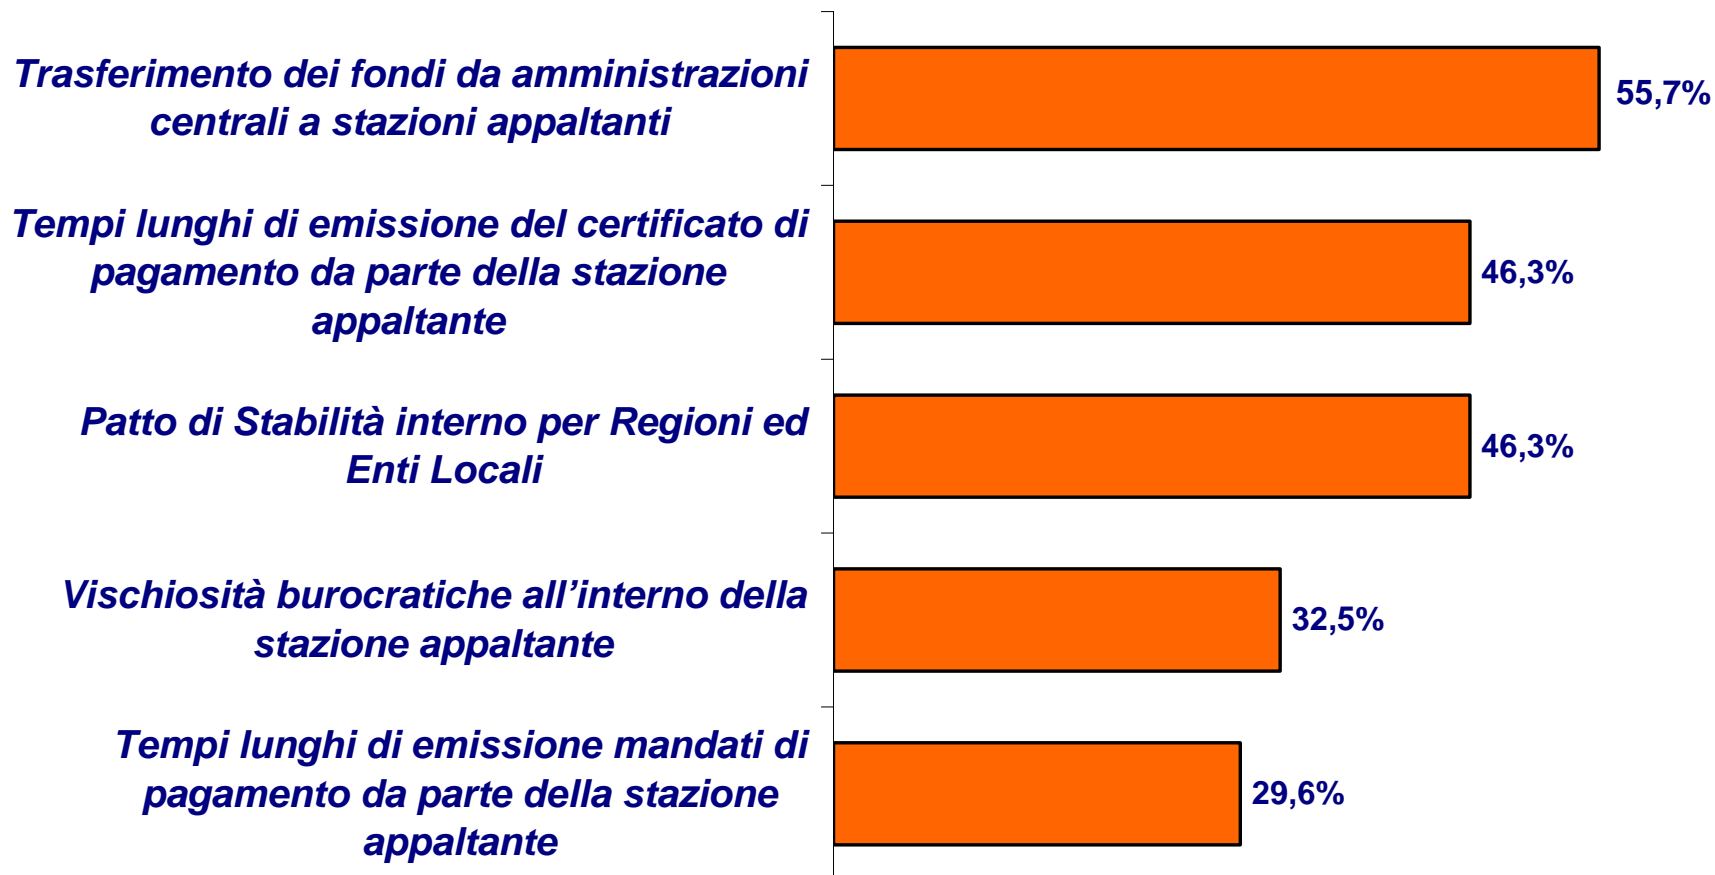 Trasferimento dei fondi da amministrazioni
centrali a stazioni appaltanti
55,7%
Tempi lunghi di emissione del certificato di
pagamento da parte della stazione
appaltante
46,3%
Patto di Stabilità interno per Regioni ed
Enti Locali
46,3%
Vischiosità burocratiche all’interno della
stazione appaltante
32,5%
Tempi lunghi di emissione mandati di
pagamento da parte della stazione
appaltante
29,6%